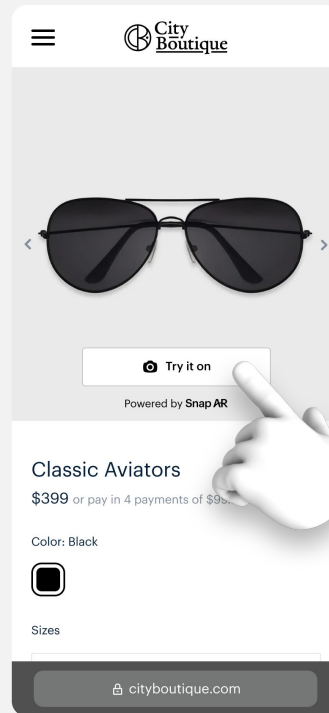 City
Boutique
Try it on
Powered by Snap AR
Classic Aviators
$399 or pay in 4 payments of
Color: Black
Sizes
cityboutique.com